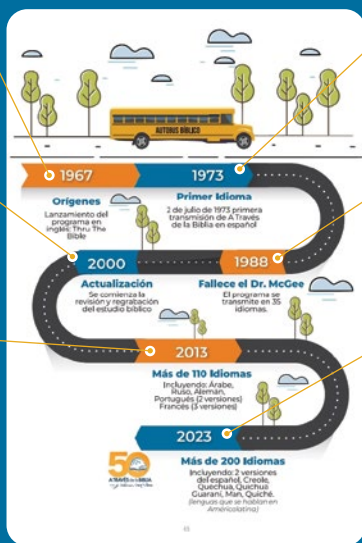 AUTOBUS BÍBLICO
1967
1973
Orígenes
Lanzamiento del
programa en
inglés: Thru The
Bible
Primer Idioma
2 de julio de 1973 primera
transmisión de A Través
de la Biblia en español
2000
1988
Actualización
Se comienza la
revisión y regrabación
del estudio bíblico
Fallece el Dr. McGee
El programa se
transmite en 35
idiomas.
2013
Más de 110 Idiomas
Incluyendo: Árabe,
Ruso, Alemán,
Portugués (2 versiones)
Francés (3 versiones)
2023
Más de 200 Idiomas
Incluyendo: 2 versiones
del español, Creole,
Quechua, Quichua
Guaraní, Man, Quiché.
(lenguas que se hablan en
Américolatina)
50
A TRAVÉS DE LA BIBLIA